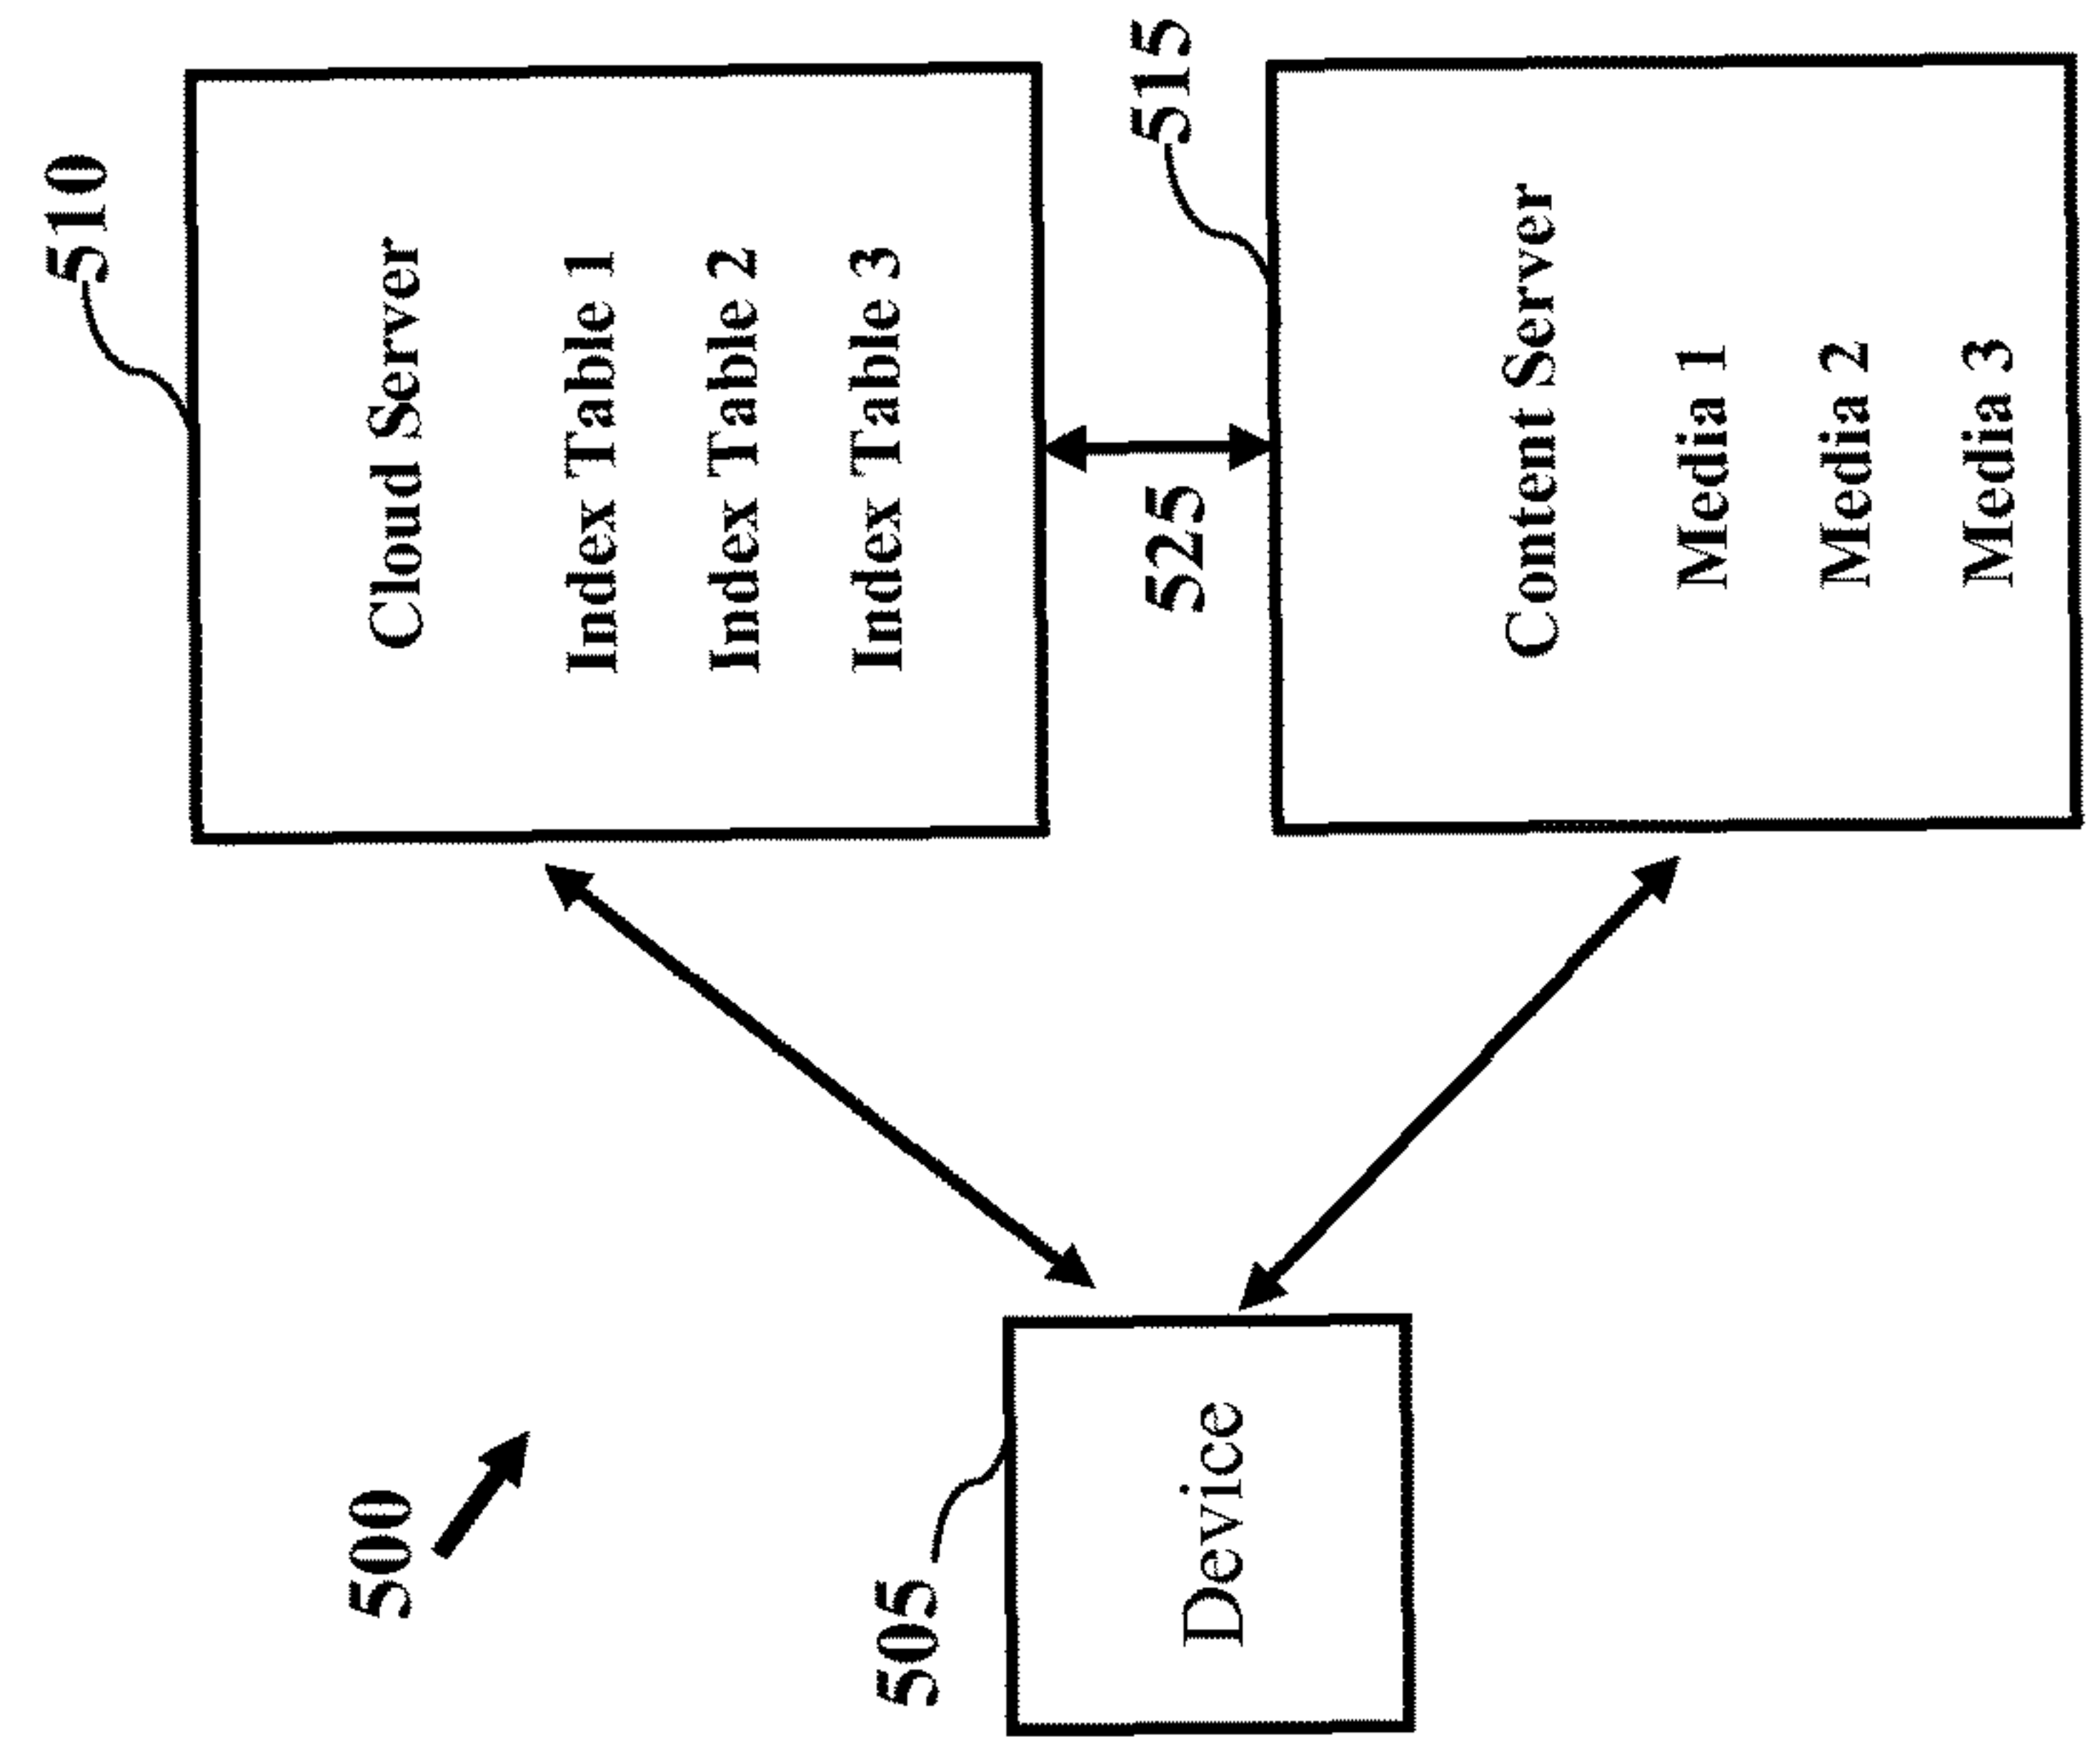 500
505
Device
510
Cloud Server
Index Table 1
Index Table 2
Index Table 3
525
515
Content Server
Media 1
Media 2
Media 3